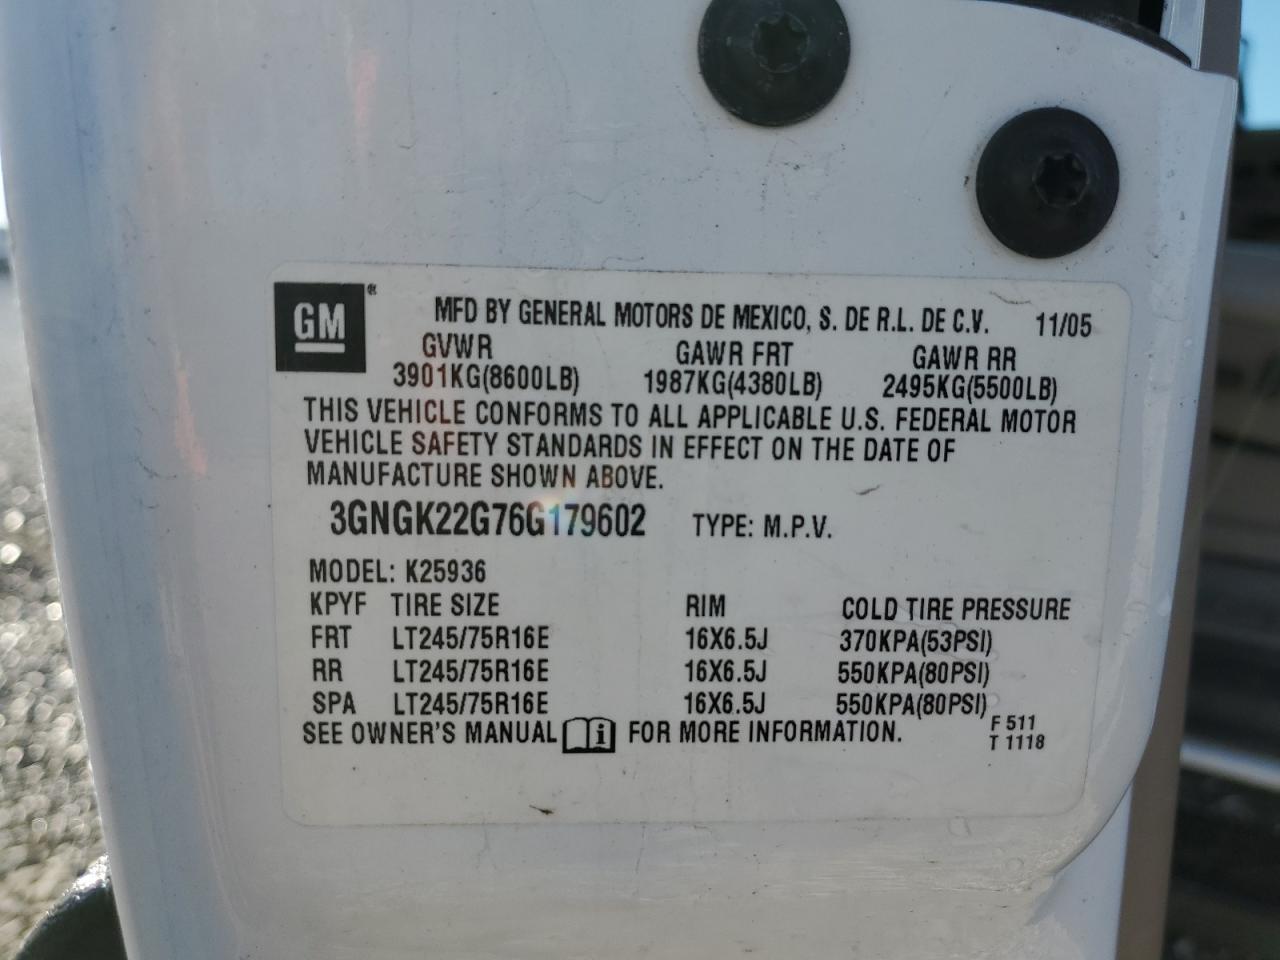 GM ® MFD BY GENERAL MOTORS DE MEXICO, S. DE R.L. DE C.V. 11/05
GVWR GAWR FRT GAWR RR
3901KG(8600LB) 1987KG(4380LB) 2495KG(5500LB)
THIS VEHICLE CONFORMS TO ALL APPLICABLE U.S. FEDERAL MOTOR
VEHICLE SAFETY STANDARDS IN EFFECT ON THE DATE OF
MANUFACTURE SHOWN ABOVE.
3GNGK22G76G179602 TYPE: M.P.V.
MODEL: K25936
KPYF TIRE SIZE RIM COLD TIRE PRESSURE
FRT LT245/75R16E 16X6.5J 370KPA(53PSI)
RR LT245/75R16E 16X6.5J 550KPA(80PSI)
SPA LT245/75R16E 16X6.5J 550KPA(80PSI)
SEE OWNER'S MANUAL i FOR MORE INFORMATION.
F 511
T 1118